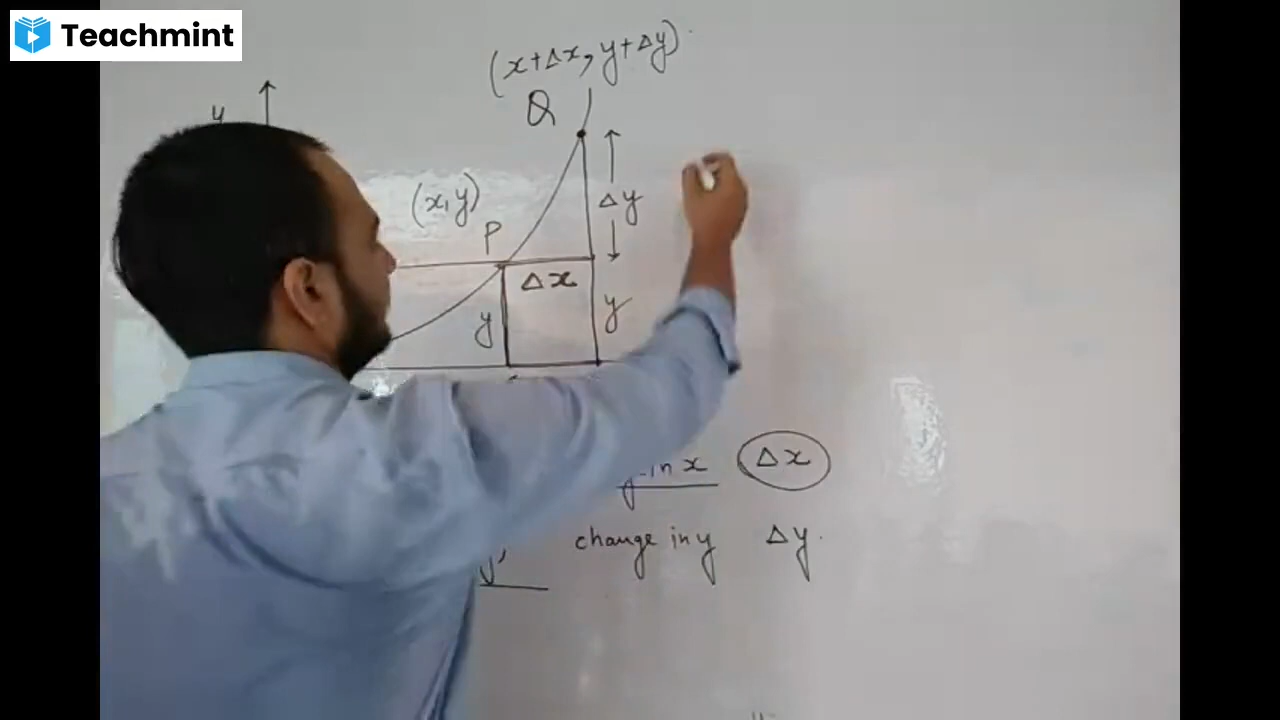 Teachmint
(x+Δx, y+Δy)
y
Q
(x,y)
Δy
P
Δx
y
y
in x
Δx
y'
change in y
Δy.